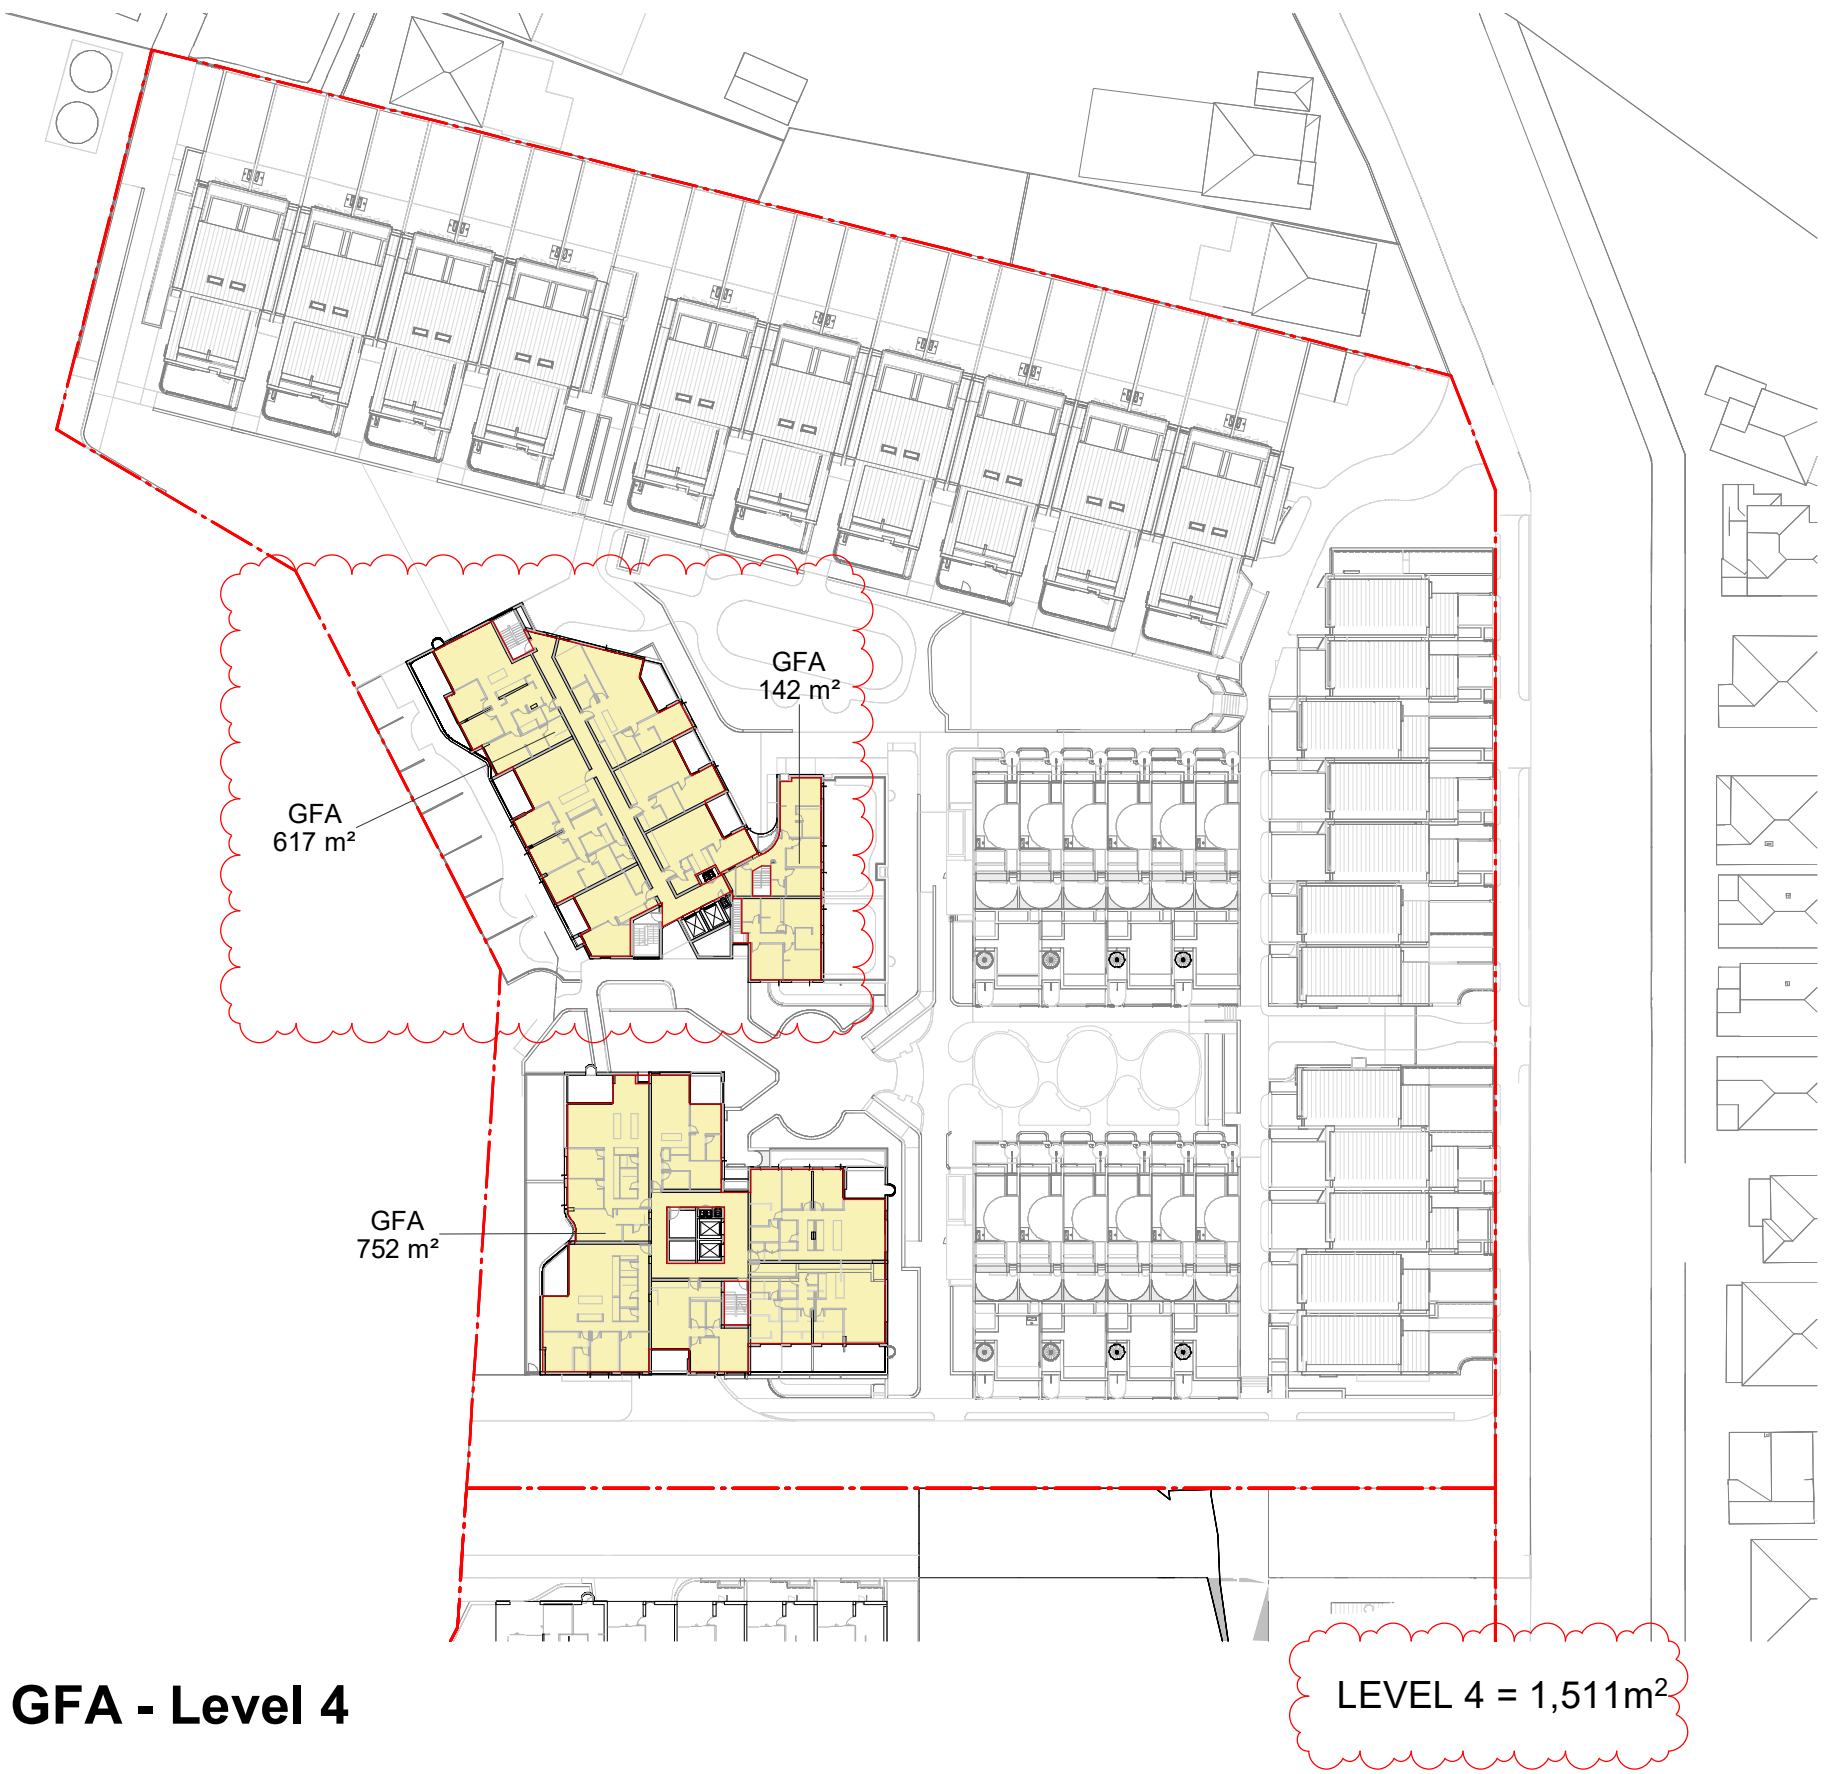 GFA
142 m²
GFA
617 m²
GFA
752 m²
GFA - Level 4
LEVEL 4 = 1,511m²